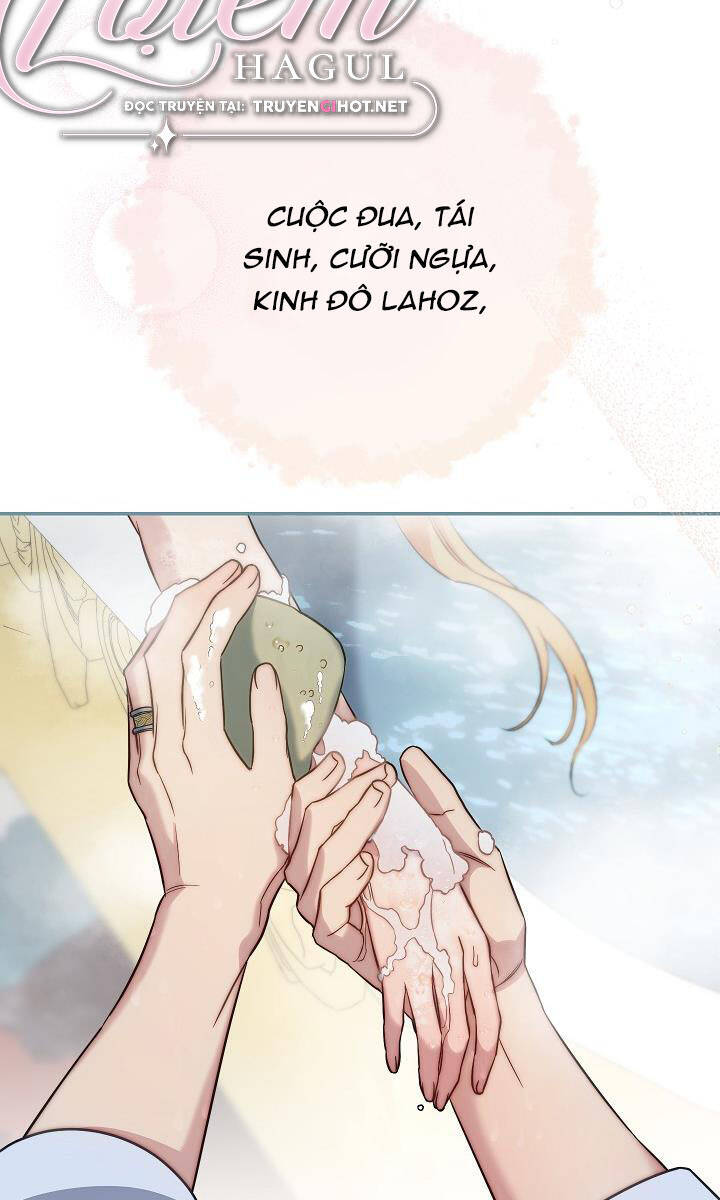 HAGUL
ĐỌC TRUYỆN TẠI: TRUYENGIHOT.NET
CUỘC ĐUA, TÁI
SINH, CƯỠI NGỰA,
KINH ĐÔ LAHOZ,